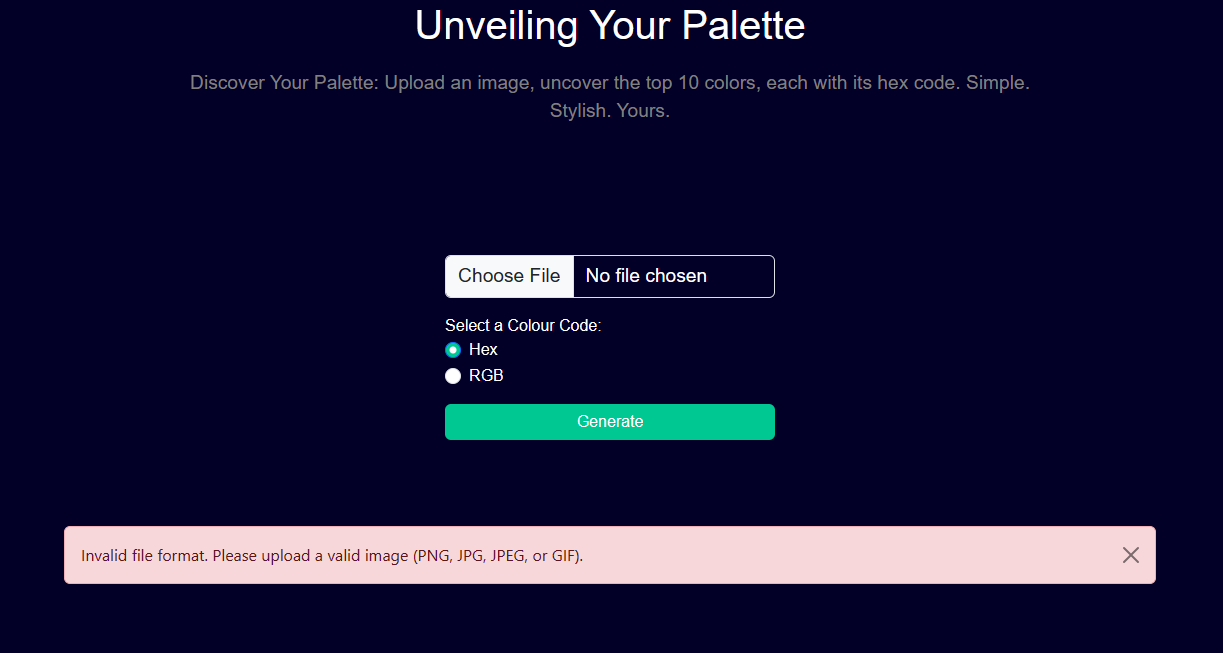 Unveiling Your Palette
Discover Your Palette: Upload an image, uncover the top 10 colors, each with its hex code. Simple.
Stylish. Yours.
Choose File No file chosen
Select a Colour Code:
Hex
RGB
Generate
Invalid file format. Please upload a valid image (PNG, JPG, JPEG, or GIF).